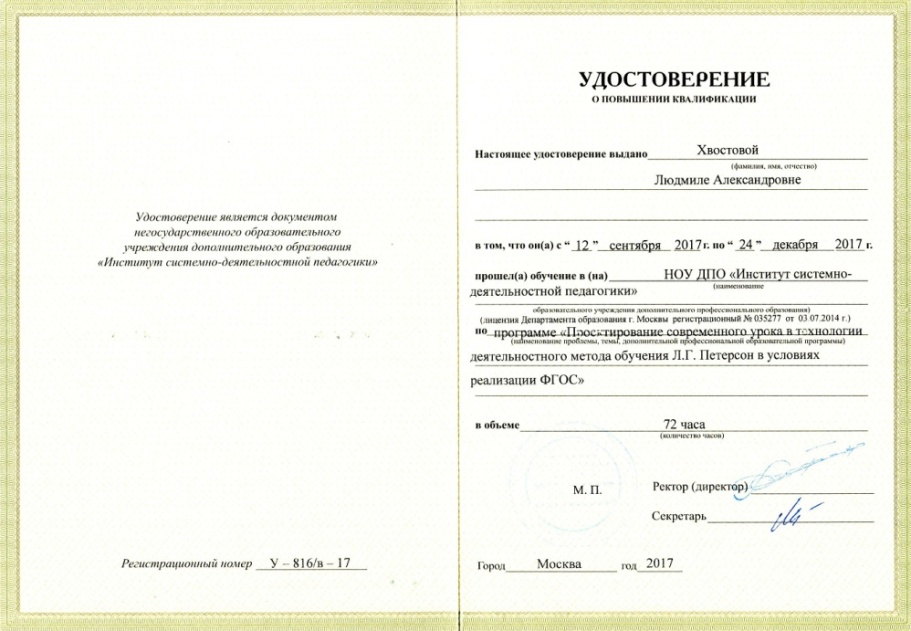 Удостоверение является документом
негосударственного образовательного
учреждения дополнительного образования
«Институт системно-деятельностной педагогики»
Регистрационный номер У – 816/в – 17
УДОСТОВЕРЕНИЕ
О ПОВЫШЕНИИ КВАЛИФИКАЦИИ
Настоящее удостоверение выдано Хвостовой
(фамилия, имя, отчество)
Людмиле Александровне
в том, что он(а) с “ 12 ” сентября 2017 г. по “ 24 ” декабря 2017 г.
прошел(а) обучение в (на) НОУ ДПО «Институт системно-
(наименование
деятельностной педагогики»
образовательного учреждения дополнительного профессионального образования)
(лицензия Департамента образования г. Москвы регистрационный № 035277 от 03.07.2014 г.)
по программе «Проектирование современного урока в технологии
(наименование проблемы, темы, дополнительной профессиональной образовательной программы)
деятельностного метода обучения Л.Г. Петерсон в условиях
реализации ФГОС»
в объеме 72 часа
(количество часов)
М. П.
Ректор (директор)
Секретарь
Город Москва год 2017